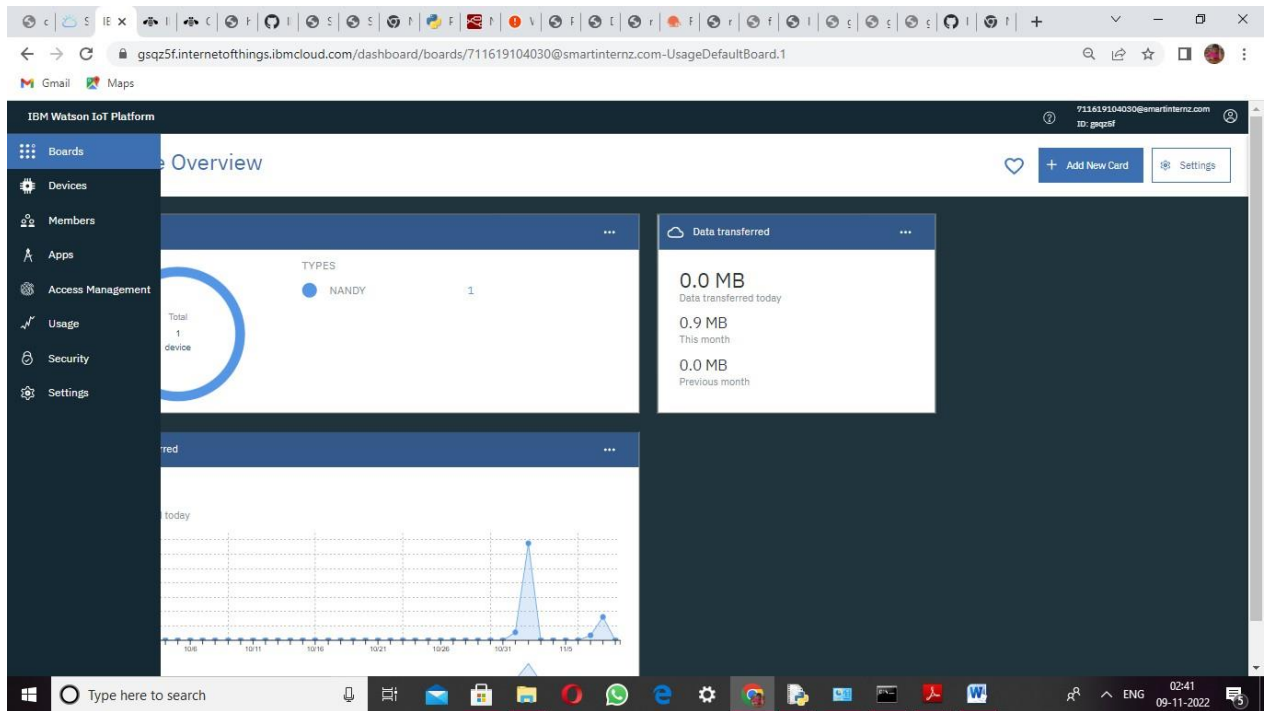 gsqz5f.internetofthings.ibmcloud.com/dashboard/boards/711619104030@smartinternz.com-UsageDefaultBoard.1
Gmail Maps
IBM Watson IoT Platform
711619104030@smartinternz.com
ID: gsqz5f
Boards
e Overview
Add New Card
Settings
Devices
Members
Apps
Access Management
Usage
Security
Settings
Data transferred
TYPES
NANDY 1
Total
1
device
0.0 MB
Data transferred today
0.9 MB
This month
0.0 MB
Previous month
rred
today
10/6 10/11 10/16 10/21 10/26 10/31 11/5
Type here to search
ENG
02:41
09-11-2022
5